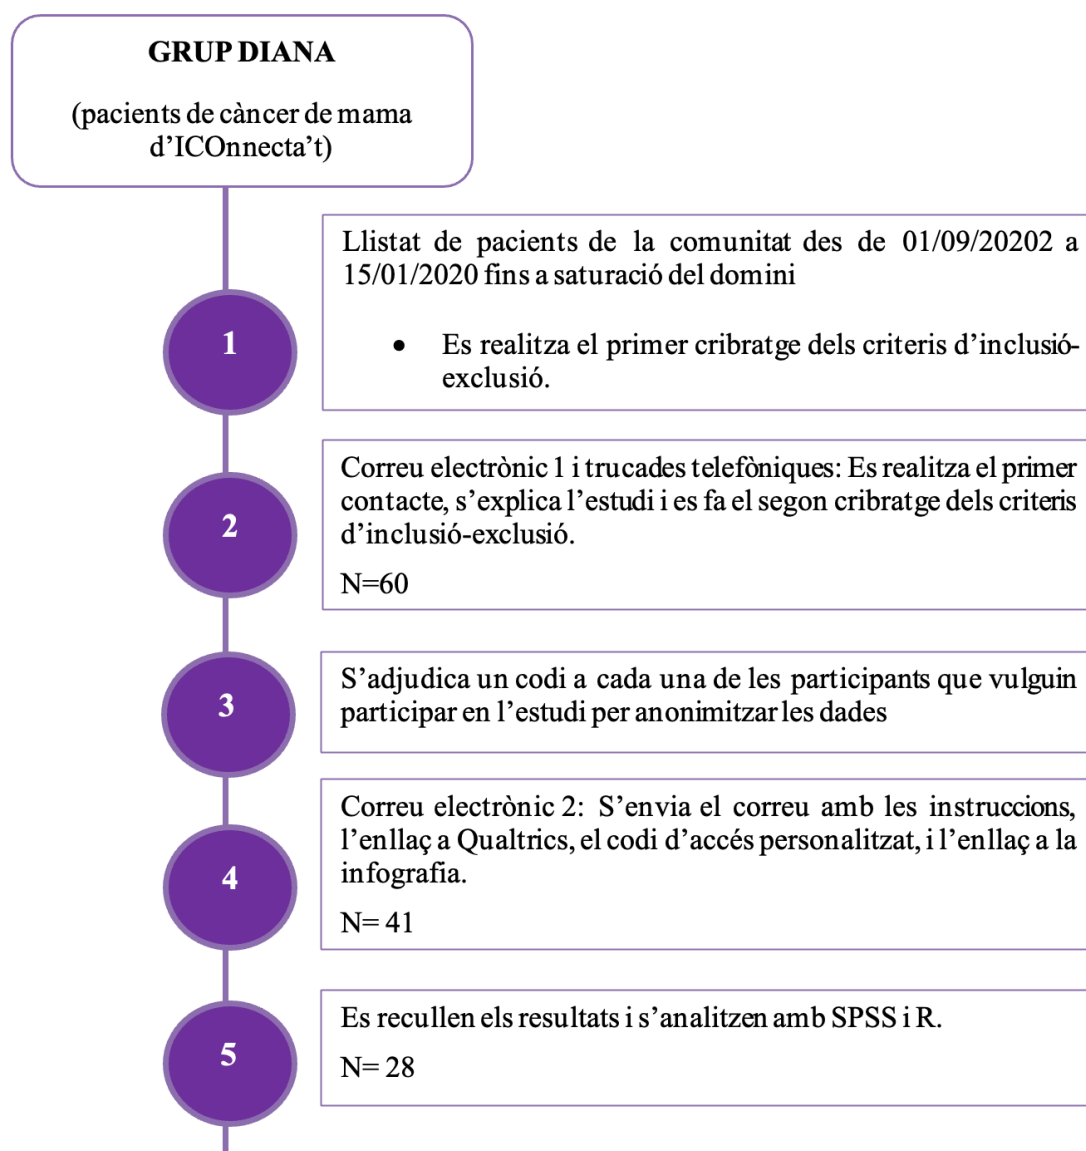 GRUP DIANA
(pacients de càncer de mama
d’ICOnnecta’t)
Llistat de pacients de la comunitat des de 01/09/20202 a
15/01/2020 fins a saturació del domini
1
• Es realitza el primer cribratge dels criteris d’inclusió-
exclusió.
Correu electrònic 1 i trucades telefòniques: Es realitza el primer
contacte, s’explica l’estudi i es fa el segon cribratge dels criteris
d’inclusió-exclusió.
2
N=60
S’adjudica un codi a cada una de les participants que vulguin
participar en l’estudi per anonimitzar les dades
3
Correu electrònic 2: S’envia el correu amb les instruccions,
l’enllaç a Qualtrics, el codi d’accés personalitzat, i l’enllaç a la
infografia.
4
N= 41
Es recullen els resultats i s’analitzen amb SPSS i R.
5
N= 28